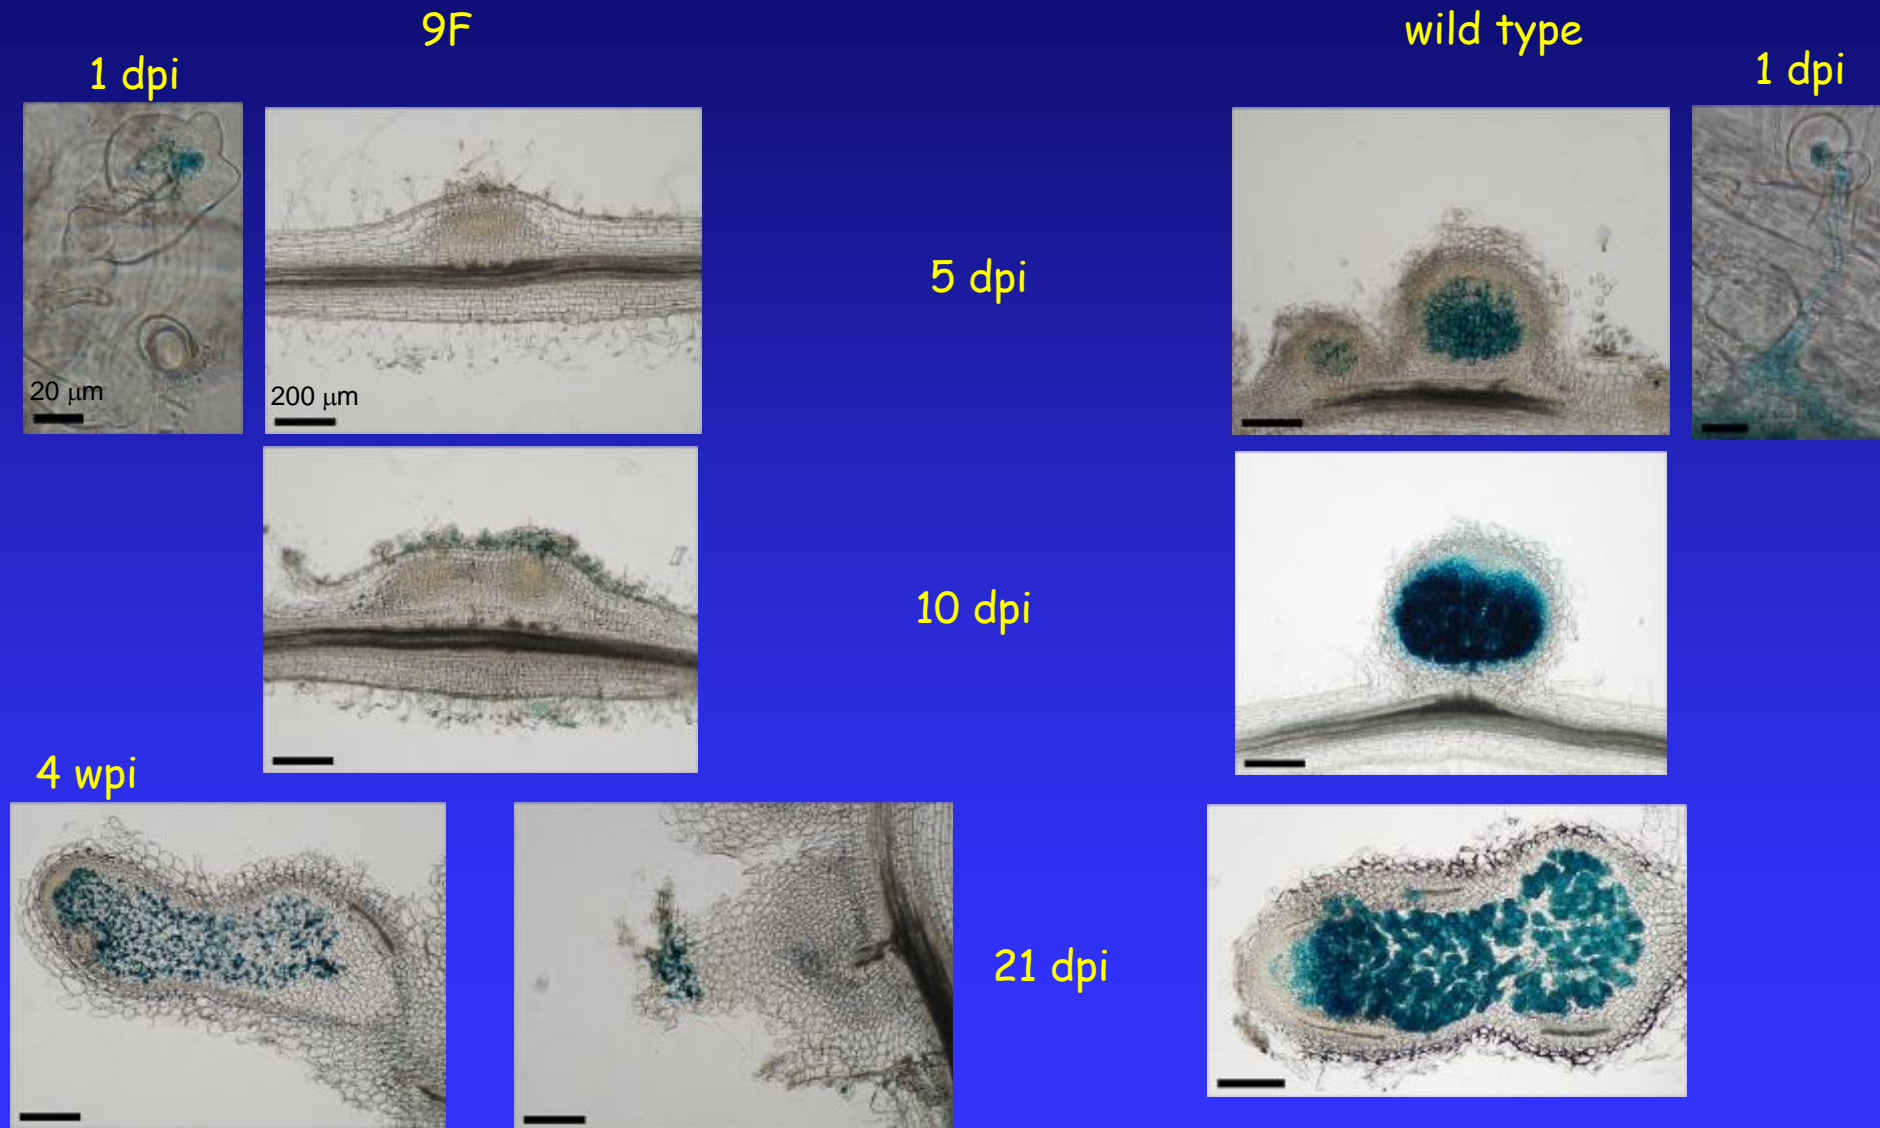 9F
wild type
1 dpi
1 dpi
5 dpi
20 μm
200 μm
10 dpi
4 wpi
21 dpi